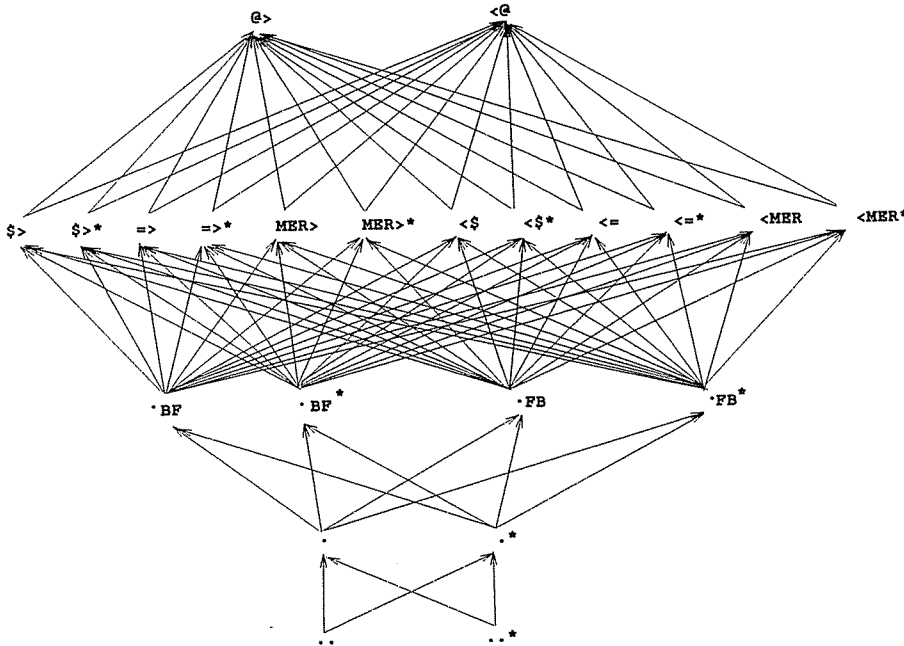 @> <@
$> $>* => =>* MER> MER>* <$ <$* <= <=* <MER <MER*
·BF ·BF* ·FB ·FB*
· ·*
·· ··*